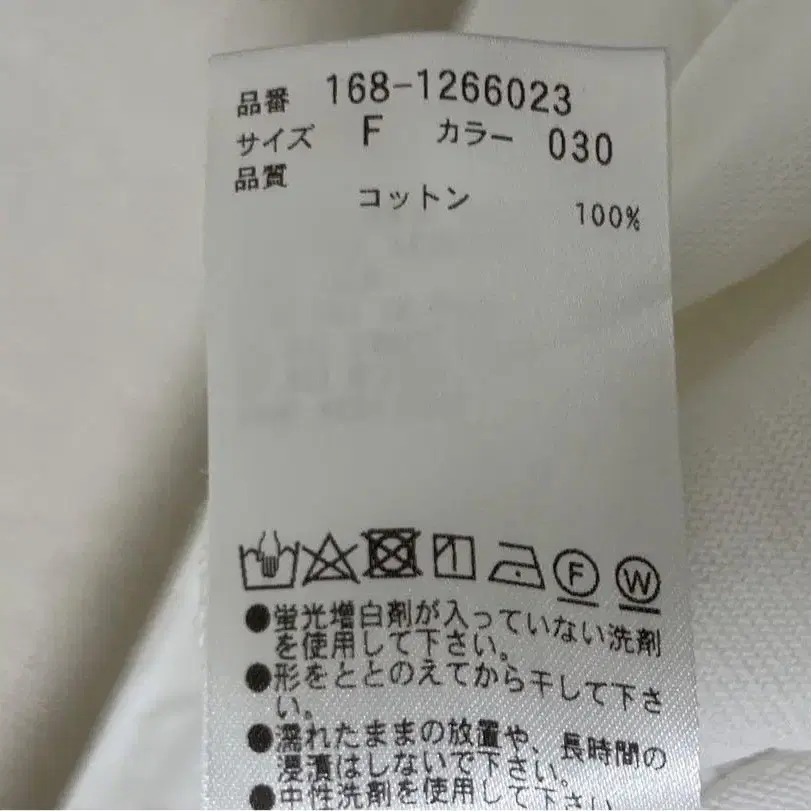 品番 168-1266023
サイズ F カラー 030
品質
コットン 100%
F W
●蛍光増白剤が入っていない洗剤
を使用して下さい。
●形をととのえてから干して下さ
い。
●濡れたままの放置や、長時間の
浸漬はしないで下さい。
●中性洗剤を使用して下さい